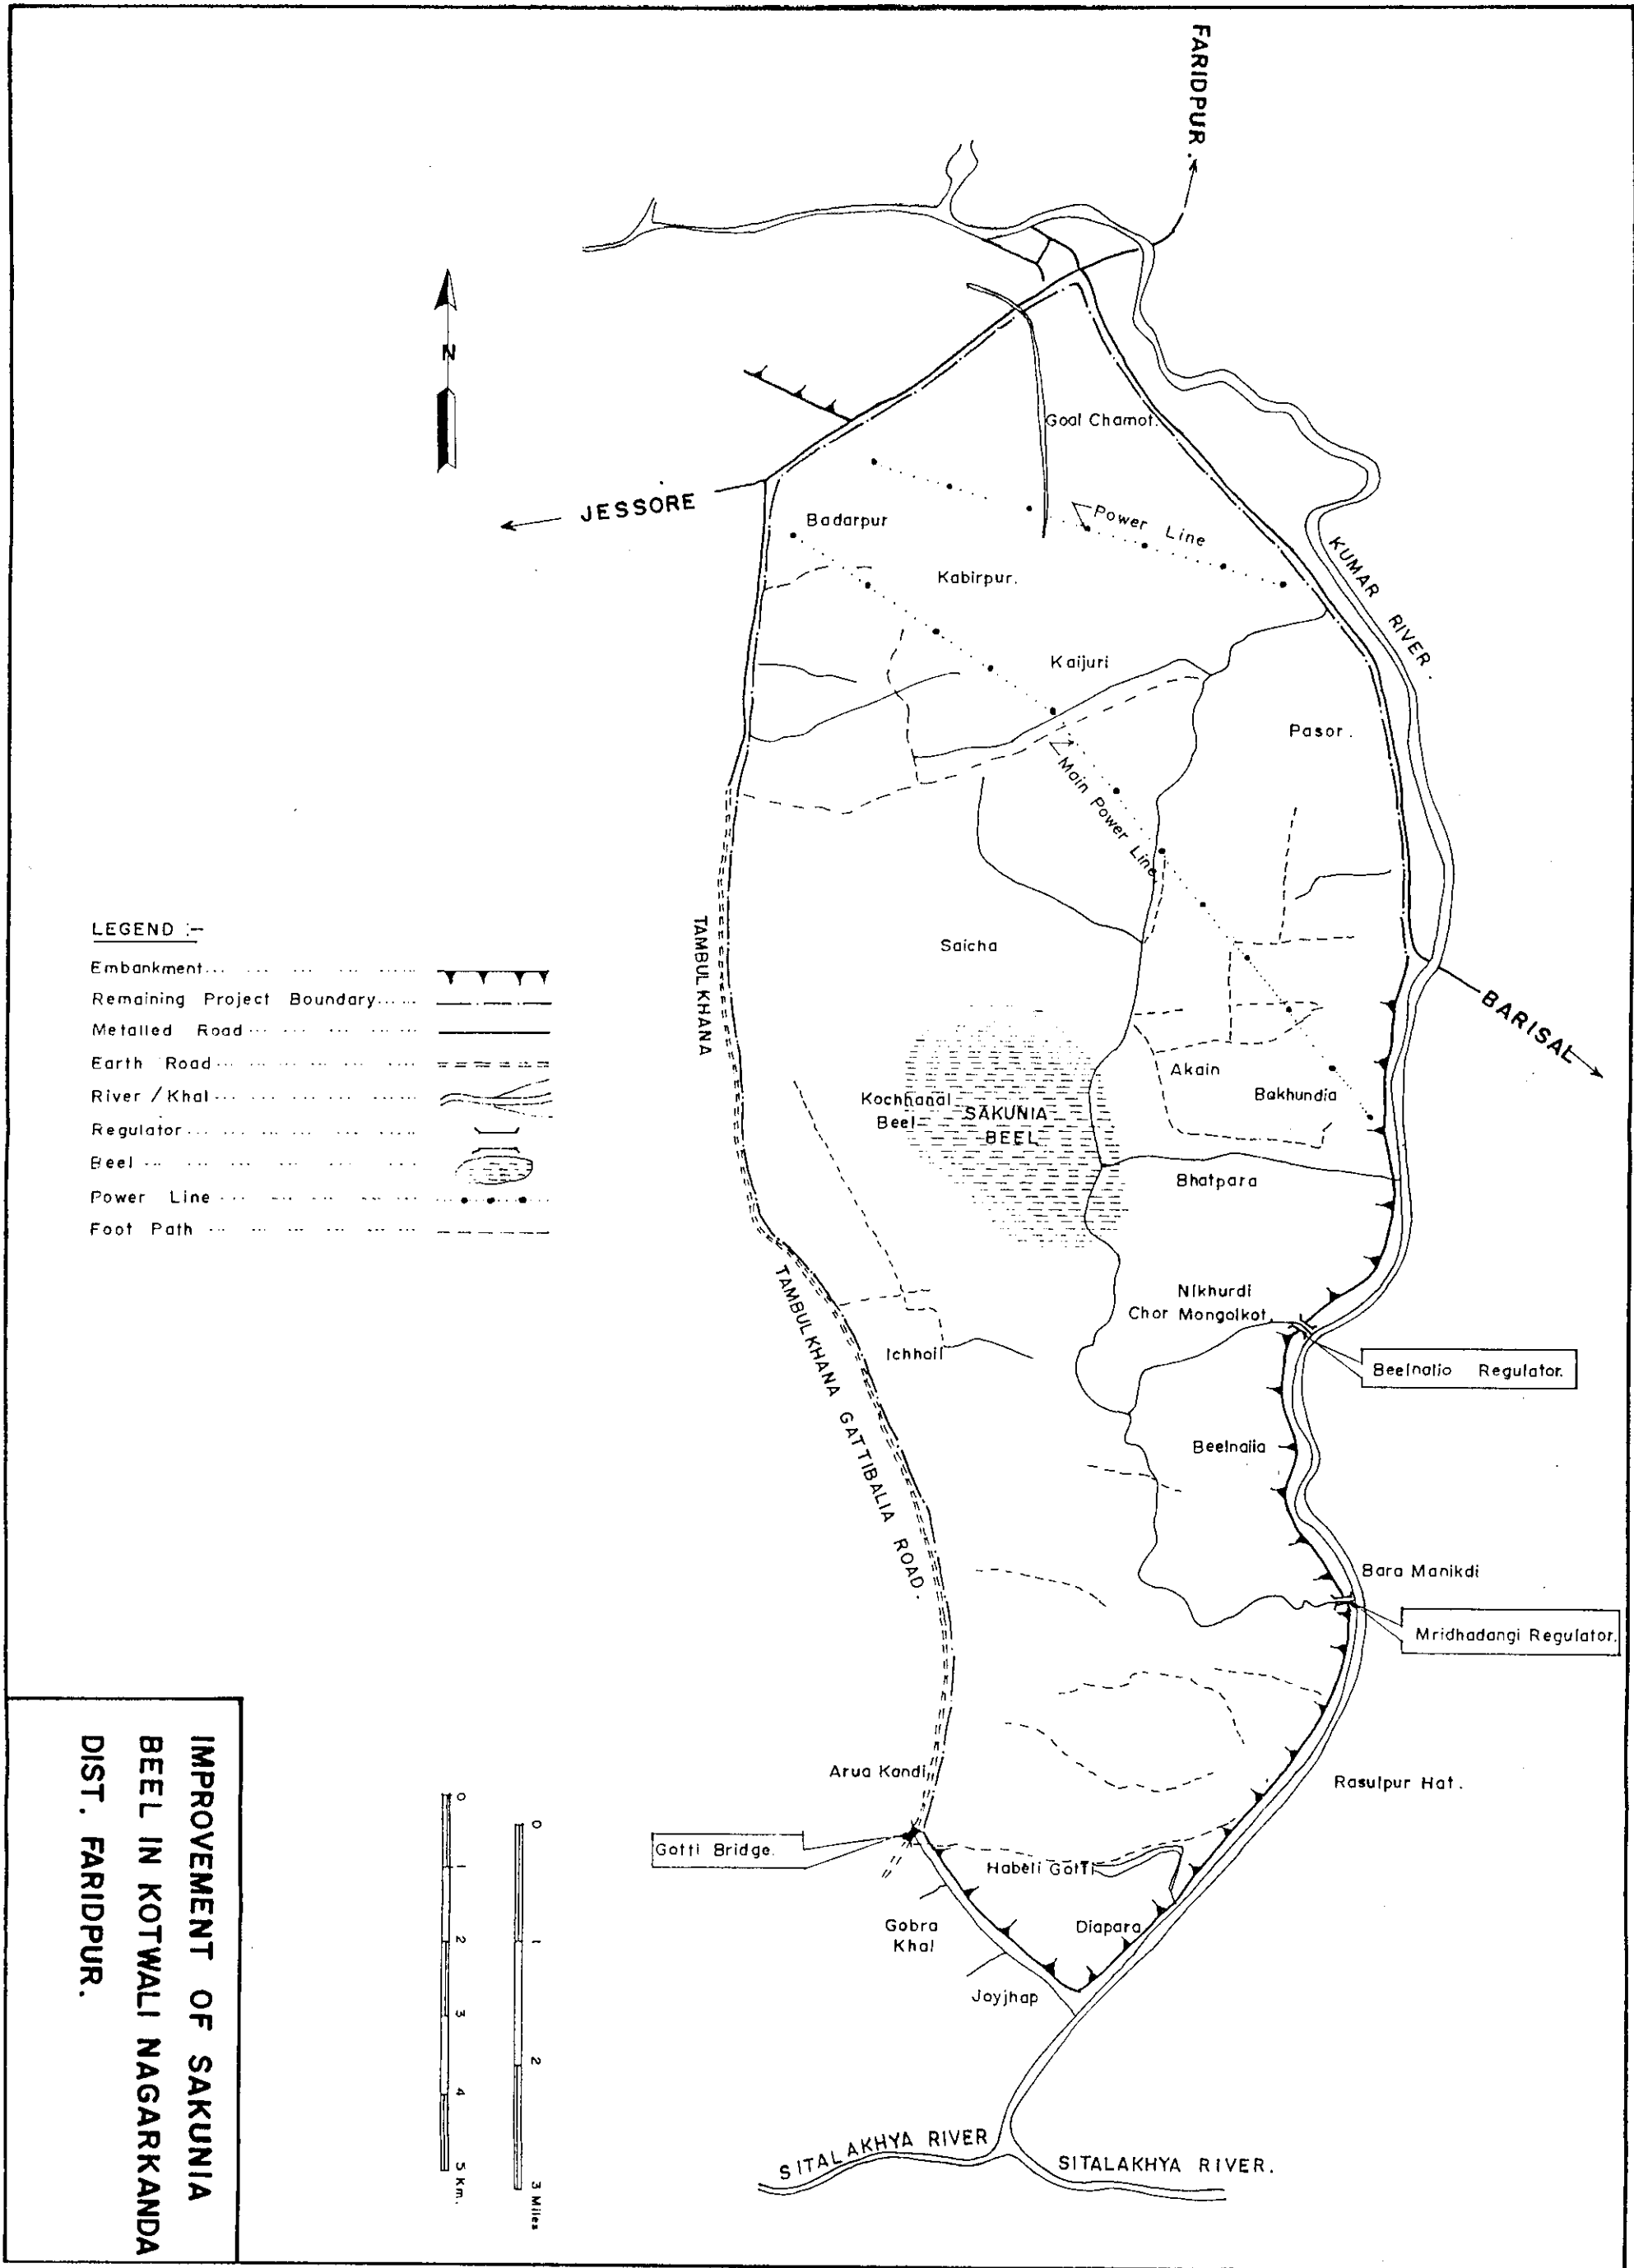 FARIDPUR.
N
Goal Chamot.
JESSORE
Badarpur
Power Line
Kabirpur.
KUMAR RIVER.
Kaijuri
Pasor.
Main Power Line.
LEGEND :-
Embankment... ... ... ... ......
Remaining Project Boundary......
Metalled Road... ... ... ... ...
Earth Road... ... ... ... ....
River / Khal... ... ... ... ......
Regulator... ... ... ... ......
Beel ... ... ... ... ... ...
Power Line ... ... ... ... ...
Foot Path ... ... ... ... ...
TAMBULKHANA
Saicha
BARISAL
Akain
Bakhundia
Kochhanal
Beel
SAKUNIA
BEEL
Bhatpara
TAMBULKHANA GATTIBALIA ROAD.
Nikhurdi
Chor Mongolkot.
Ichhail
Beelnalio Regulator.
Beelnalia
Bara Manikdi
Mridhadangi Regulator.
Arua Kandi
Rasulpur Hat.
Gotti Bridge.
Habeli Gotti
Gobra
Khal
Diapara
Joyjhap
SITALAKHYA RIVER
SITALAKHYA RIVER.
0 1 2 3 Miles
0 1 2 3 4 5 Km.
IMPROVEMENT OF SAKUNIA
BEEL IN KOTWALI NAGARKANDA
DIST. FARIDPUR.